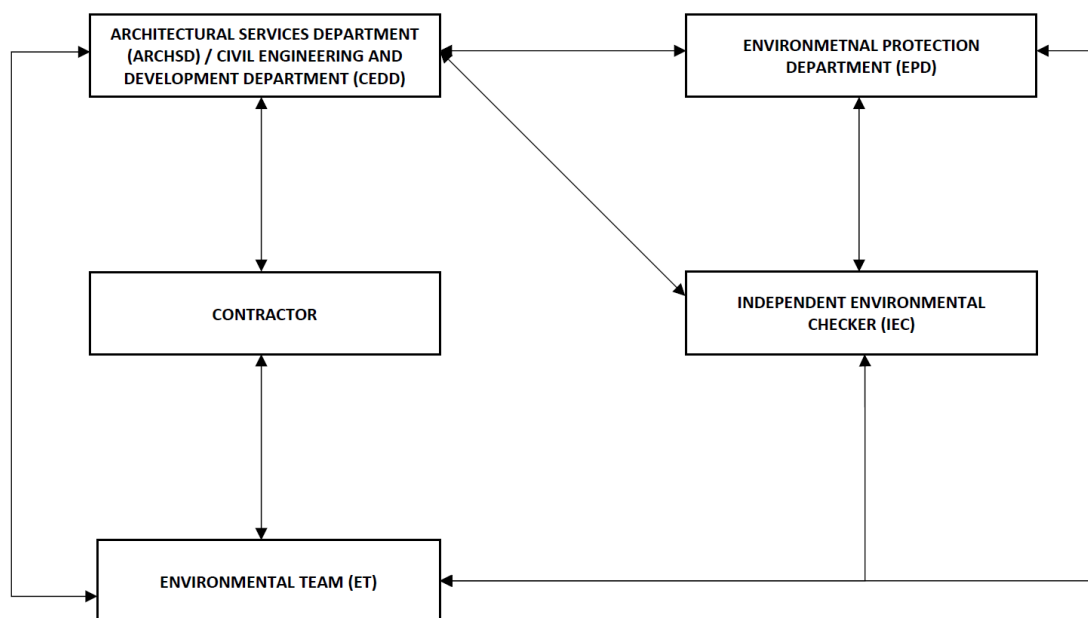 ARCHITECTURAL SERVICES DEPARTMENT
(ARCHSD) / CIVIL ENGINEERING AND
DEVELOPMENT DEPARTMENT (CEDD)
ENVIRONMETNAL PROTECTION
DEPARTMENT (EPD)
CONTRACTOR
INDEPENDENT ENVIRONMENTAL
CHECKER (IEC)
ENVIRONMENTAL TEAM (ET)